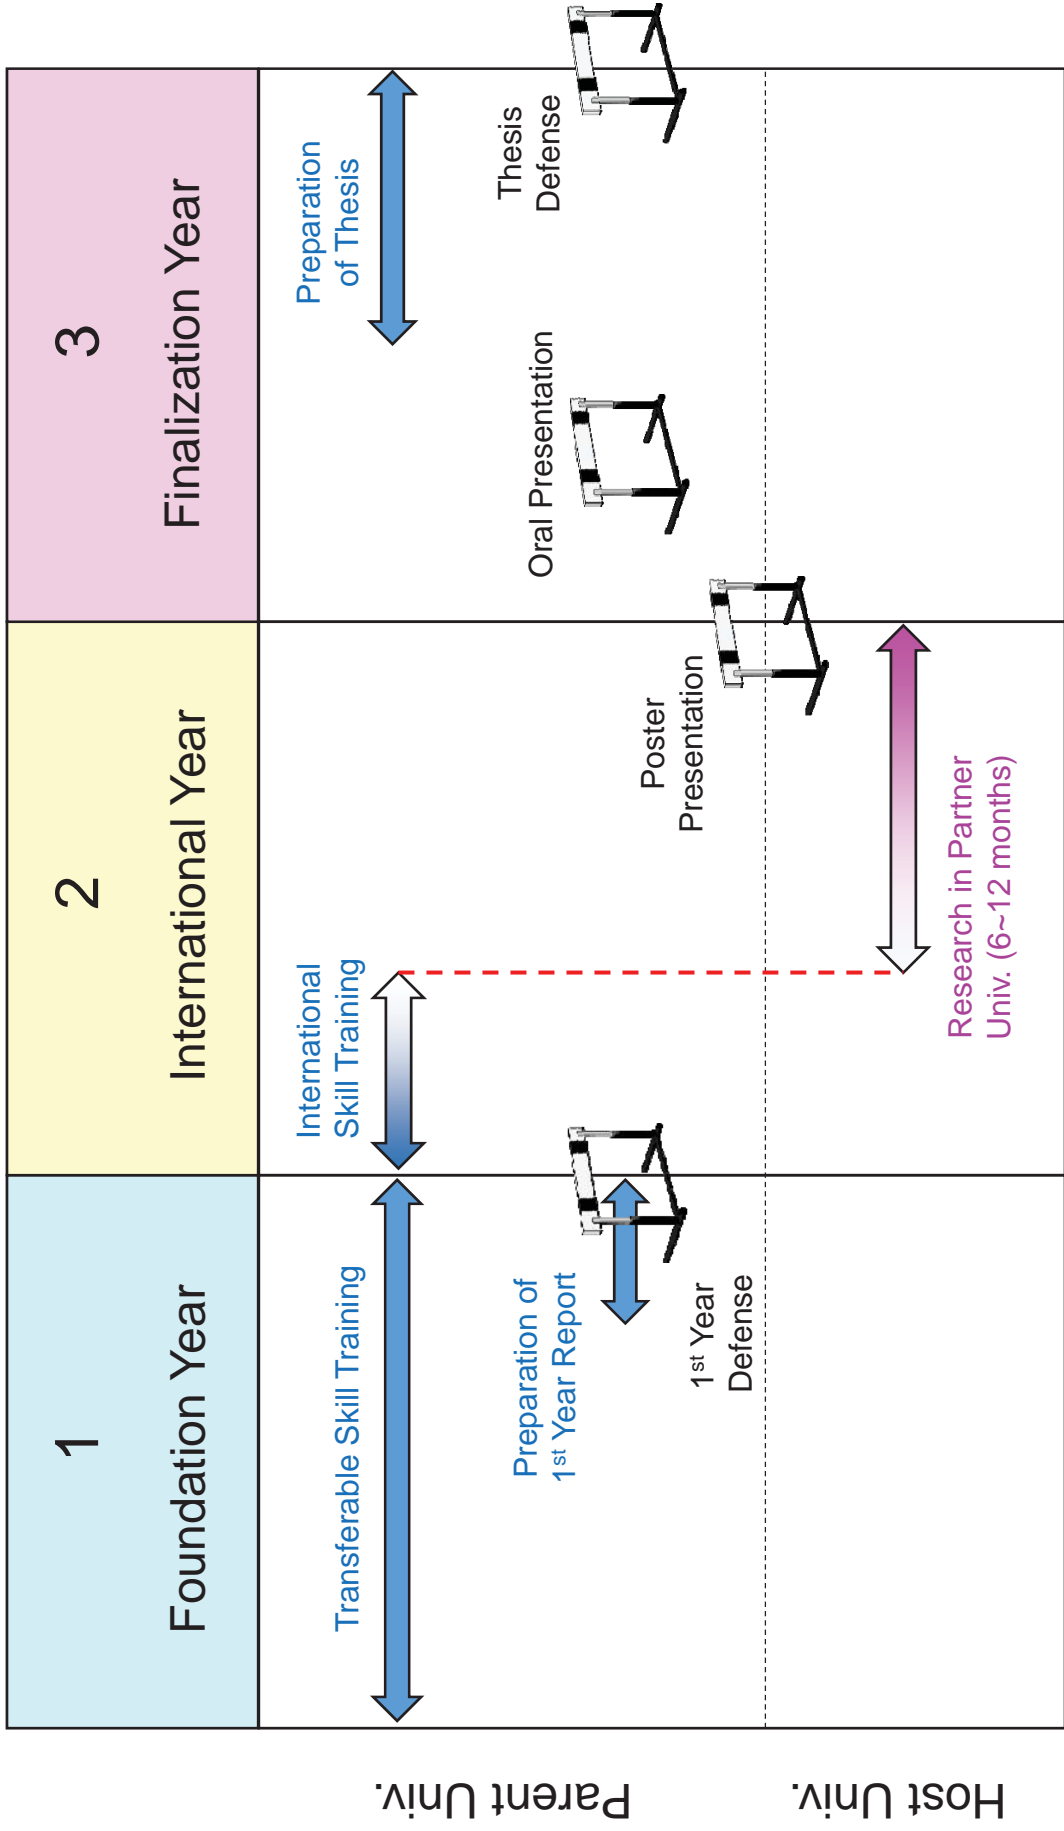 1
Foundation Year
2
International Year
3
Finalization Year
Parent Univ.
Transferable Skill Training
International
Skill Training
Preparation
of Thesis
Preparation of
1st Year Report
1st Year
Defense
Poster
Presentation
Oral Presentation
Thesis
Defense
Host Univ.
Research in Partner
Univ. (6~12 months)